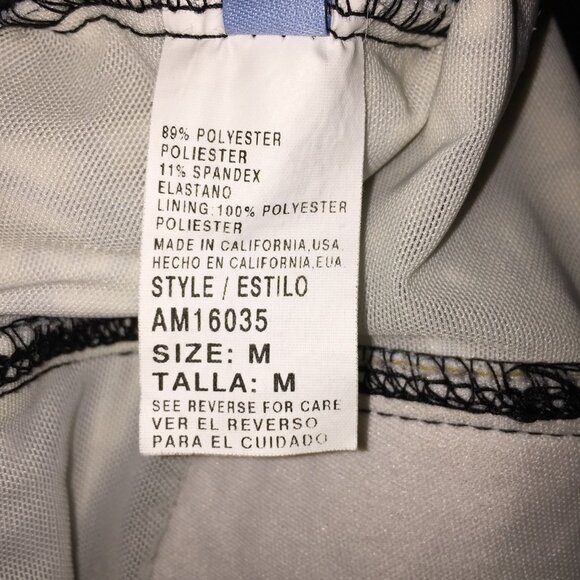 89% POLYESTER
POLIESTER
11% SPANDEX
ELASTANO
LINING:100% POLYESTER
POLIESTER
MADE IN CALIFORNIA,USA
HECHO EN CALIFORNIA,EUA
STYLE / ESTILO
AM16035
SIZE: M
TALLA: M
SEE REVERSE FOR CARE
VER EL REVERSO
PARA EL CUIDADO